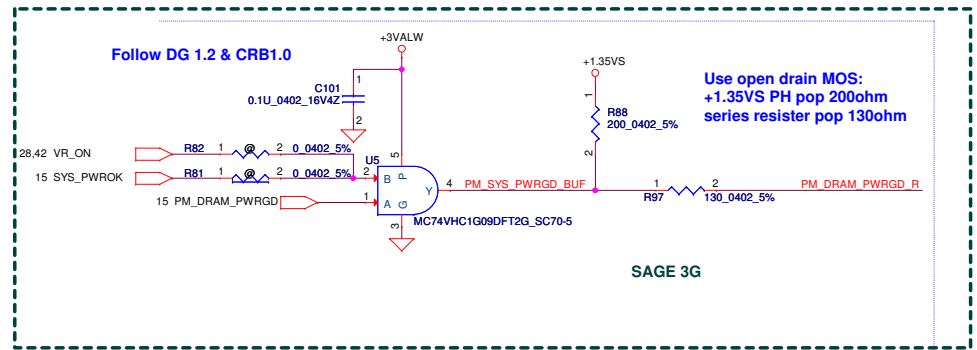 +3VALW
Follow DG 1.2 & CRB1.0
+1.35VS
1
C101
0.1U_0402_16V4Z
2
Use open drain MOS:
+1.35VS PH pop 200ohm
series resister pop 130ohm
1
R88
200_0402_5%
2
28,42 VR_ON
R82 1 @ 2 0_0402_5%
15 SYS_PWROK
R81 1 @ 2 0_0402_5%
U5
5
P
2 B
Y 4
PM_SYS_PWRGD_BUF
1 2
R97 130_0402_5%
PM_DRAM_PWRGD_R
15 PM_DRAM_PWRGD
1 A
G
3
MC74VHC1G09DFT2G_SC70-5
SAGE 3G